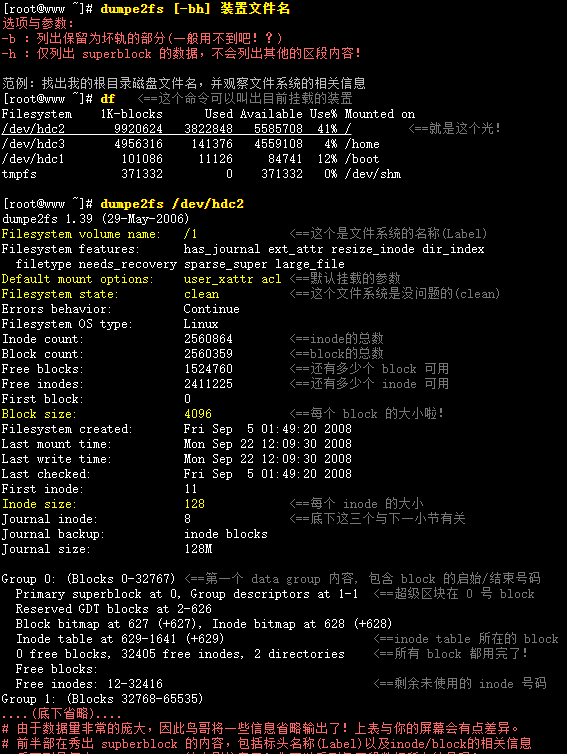 [root@www ~]# dumpe2fs [-bh] 装置文件名
选项与参数:
-b : 列出保留为坏轨的部分(一般用不到吧!？)
-h : 仅列出 superblock 的数据, 不会列出其他的区段内容!
范例: 找出我的根目录磁盘文件名, 并观察文件系统的相关信息
[root@www ~]# df <==这个命令可以叫出目前挂载的装置
Filesystem 1K-blocks Used Available Use% Mounted on
/dev/hdc2 9920624 3822848 5585708 41% / <==就是这个光!
/dev/hdc3 4956316 141376 4559108 4% /home
/dev/hdc1 101086 11126 84741 12% /boot
tmpfs 371332 0 371332 0% /dev/shm
[root@www ~]# dumpe2fs /dev/hdc2
dumpe2fs 1.39 (29-May-2006)
Filesystem volume name: /1 <==这个是文件系统的名称(Label)
Filesystem features: has_journal ext_attr resize_inode dir_index
filetype needs_recovery sparse_super large_file
Default mount options: user_xattr acl <==默认挂载的参数
Filesystem state: clean <==这个文件系统是没问题的(clean)
Errors behavior: Continue
Filesystem OS type: Linux
Inode count: 2560864 <==inode的总数
Block count: 2560359 <==block的总数
Free blocks: 1524760 <==还有多少个 block 可用
Free inodes: 2411225 <==还有多少个 inode 可用
First block: 0
Block size: 4096 <==每个 block 的大小啦!
Filesystem created: Fri Sep 5 01:49:20 2008
Last mount time: Mon Sep 22 12:09:30 2008
Last write time: Mon Sep 22 12:09:30 2008
Last checked: Fri Sep 5 01:49:20 2008
First inode: 11
Inode size: 128 <==每个 inode 的大小
Journal inode: 8 <==底下这三个与下一小节有关
Journal backup: inode blocks
Journal size: 128M
Group 0: (Blocks 0-32767) <==第一个 data group 内容, 包含 block 的启始/结束号码
Primary superblock at 0, Group descriptors at 1-1 <==超级区块在 0 号 block
Reserved GDT blocks at 2-626
Block bitmap at 627 (+627), Inode bitmap at 628 (+628)
Inode table at 629-1641 (+629) <==inode table 所在的 block
0 free blocks, 32405 free inodes, 2 directories <==所有 block 都用完了!
Free blocks:
Free inodes: 12-32416 <==剩余未使用的 inode 号码
Group 1: (Blocks 32768-65535)
....(底下省略)....
# 由于数据量非常的庞大, 因此鸟哥将一些信息省略输出了! 上表与你的屏幕会有点差异。
# 前半部在秀出 supberblock 的内容, 包括标头名称(Label)以及inode/block的相关信息